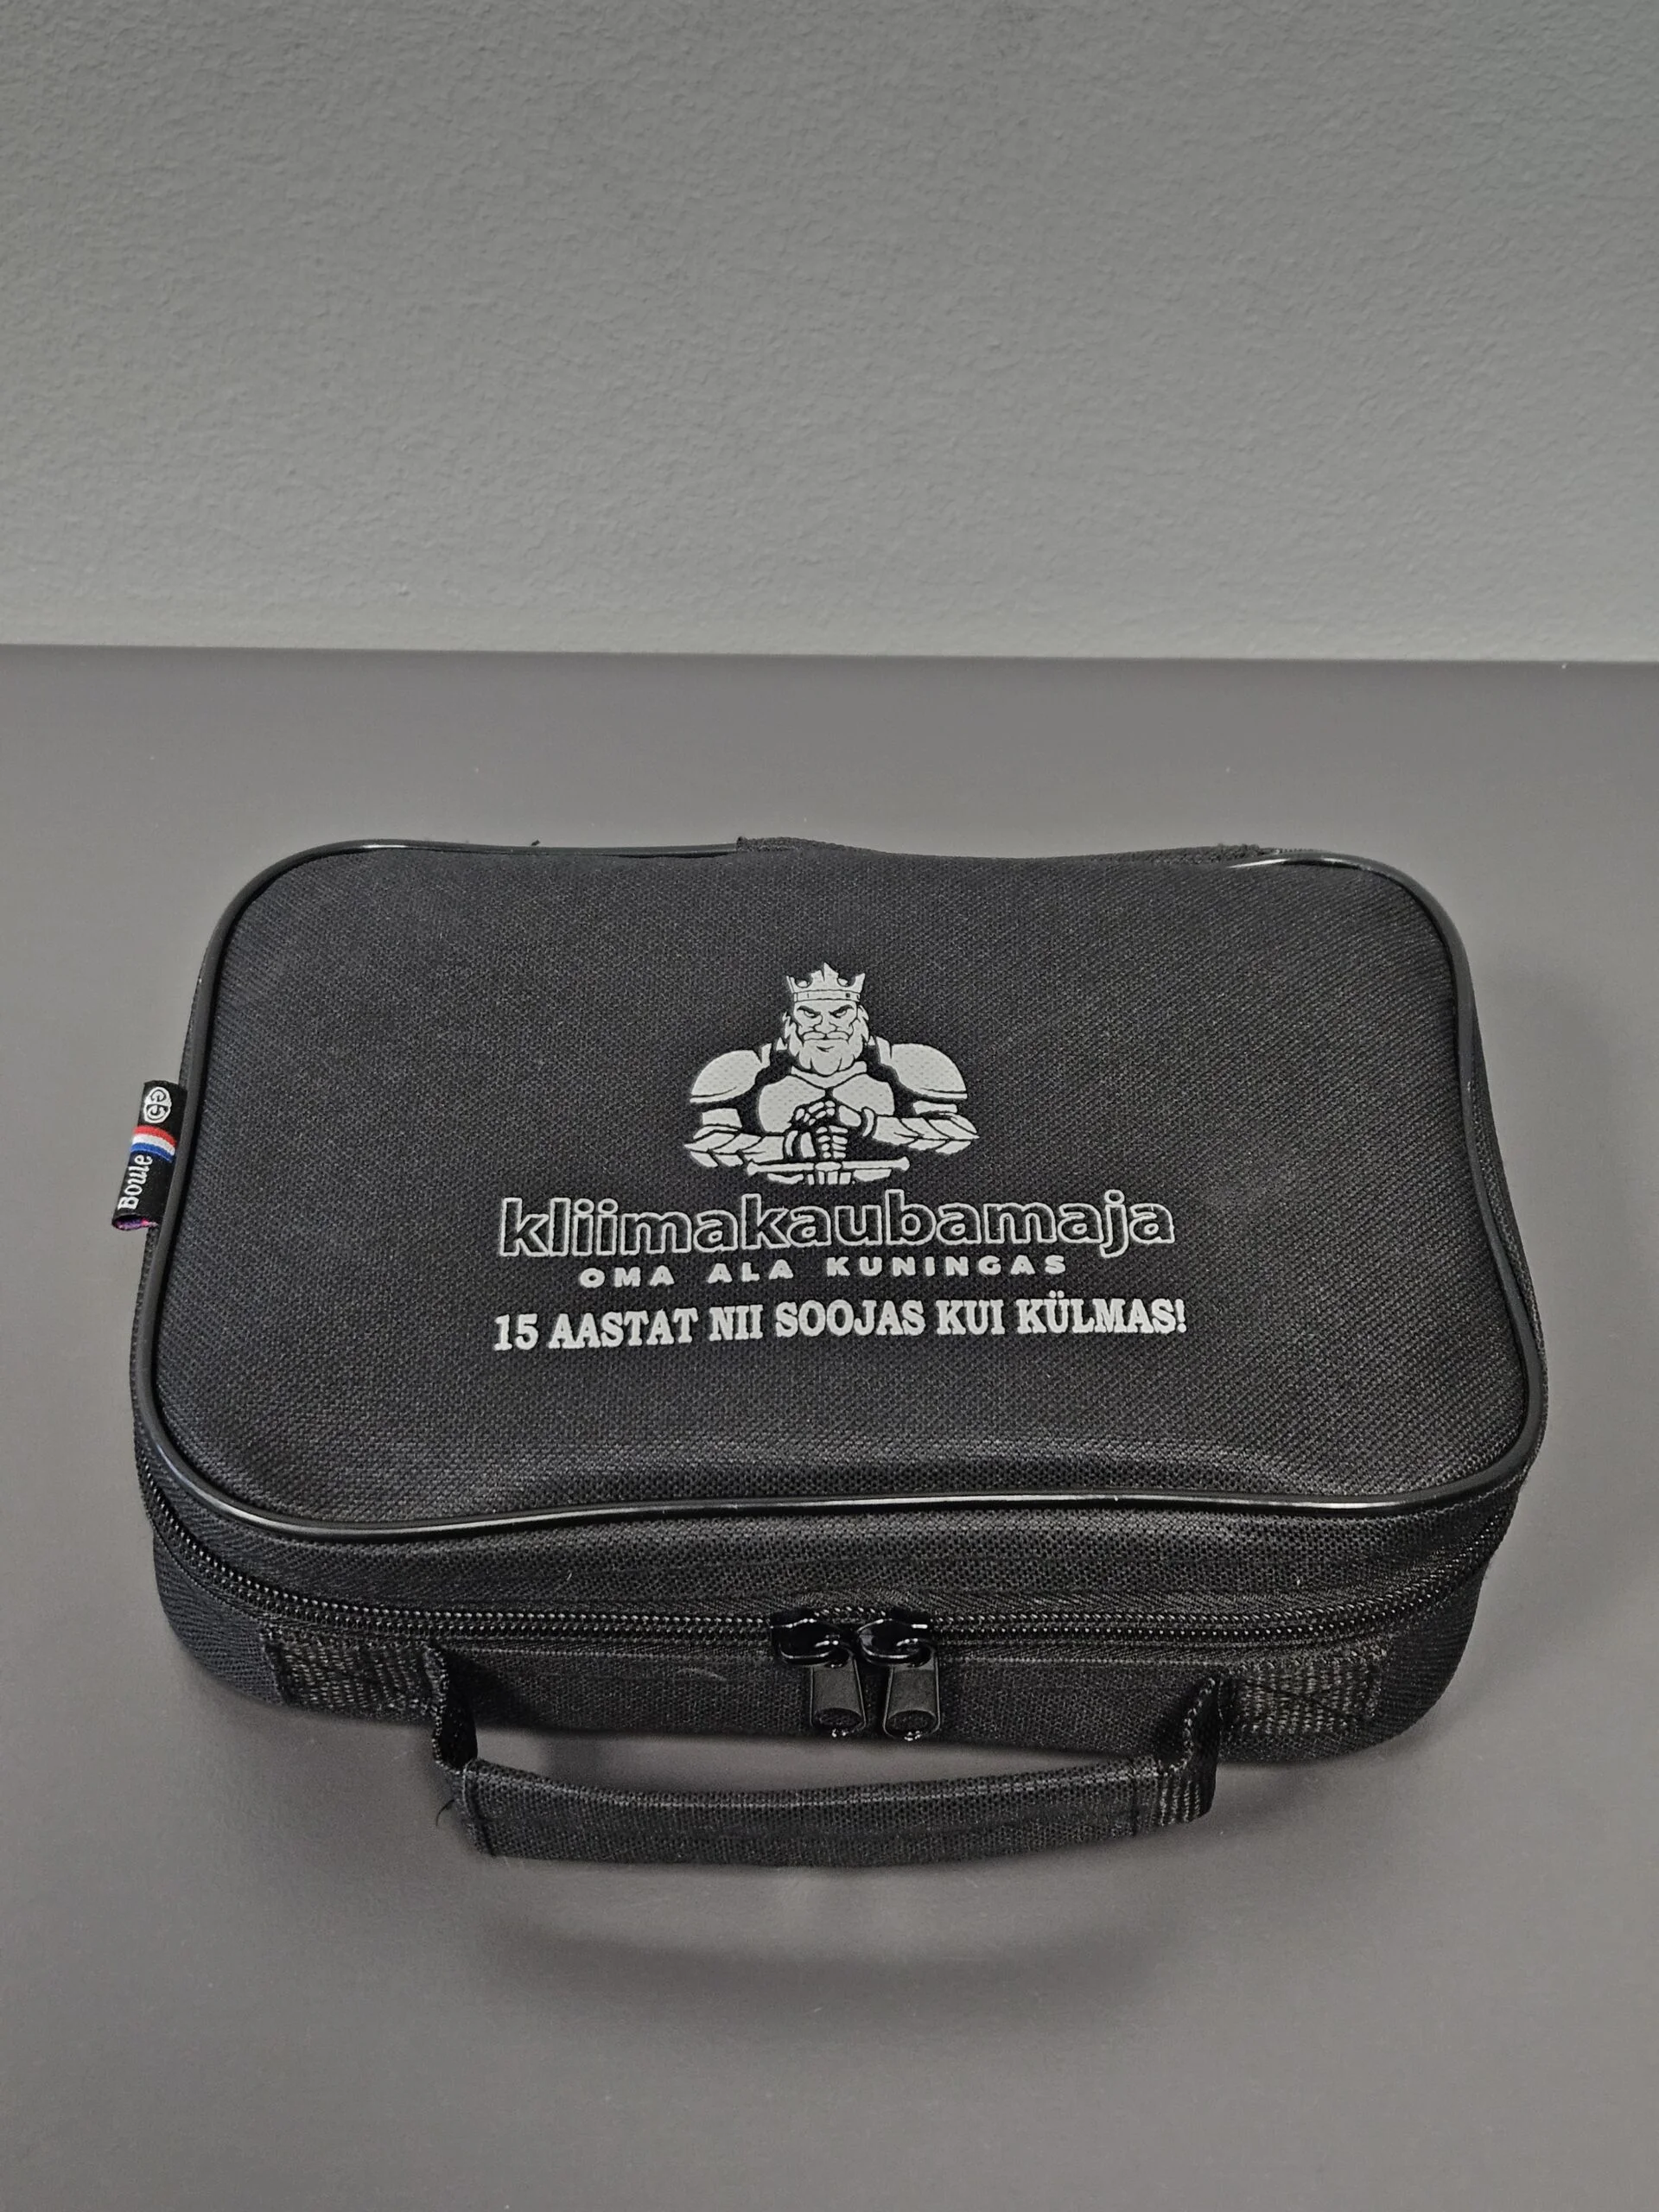 kliimakaubamaja
OMA ALA KUNINGAS
15 AASTAT NII SOOJAS KUI KÜLMAS!
Boule